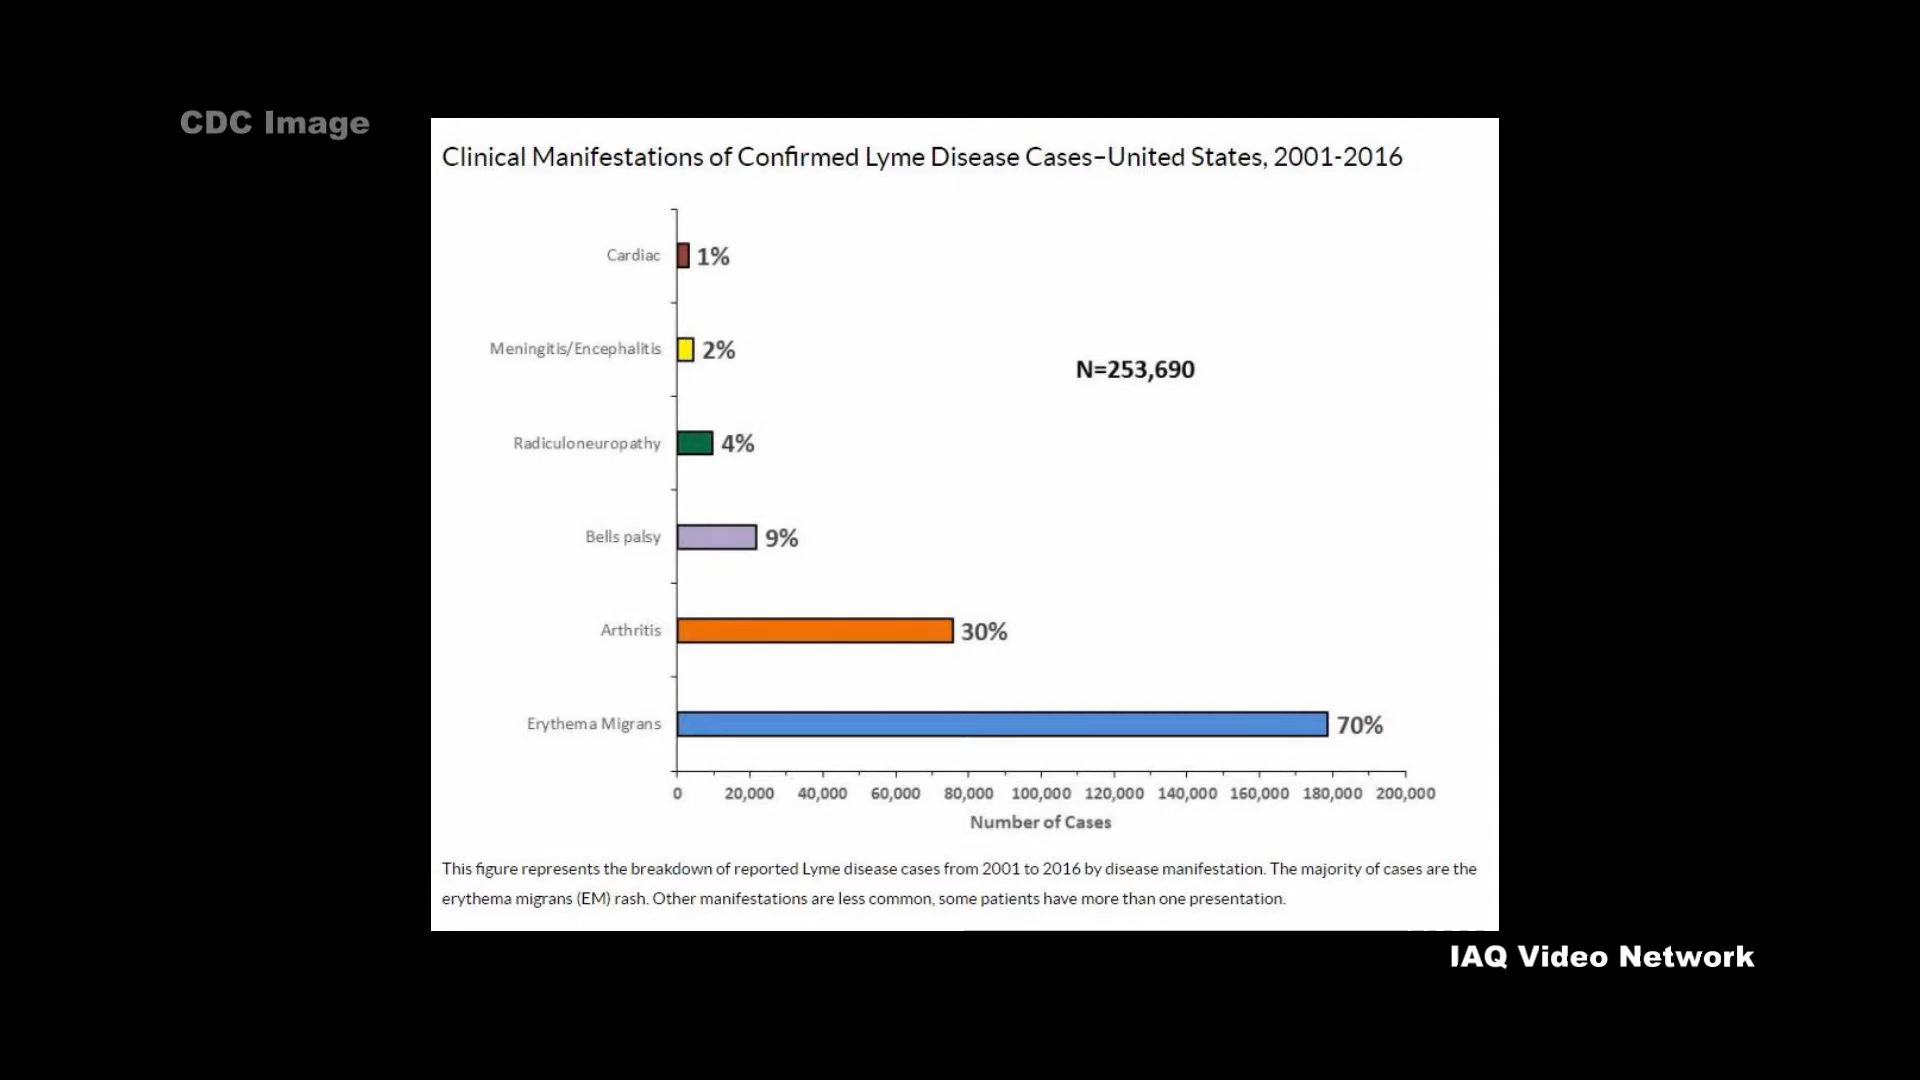 CDC Image
Clinical Manifestations of Confirmed Lyme Disease Cases–United States, 2001-2016
Cardiac 1%
Meningitis/Encephalitis 2%
N=253,690
Radiculoneuropathy 4%
Bells palsy 9%
Arthritis 30%
Erythema Migrans 70%
0 20,000 40,000 60,000 80,000 100,000 120,000 140,000 160,000 180,000 200,000
Number of Cases
This figure represents the breakdown of reported Lyme disease cases from 2001 to 2016 by disease manifestation. The majority of cases are the
erythema migrans (EM) rash. Other manifestations are less common, some patients have more than one presentation.
IAQ Video Network